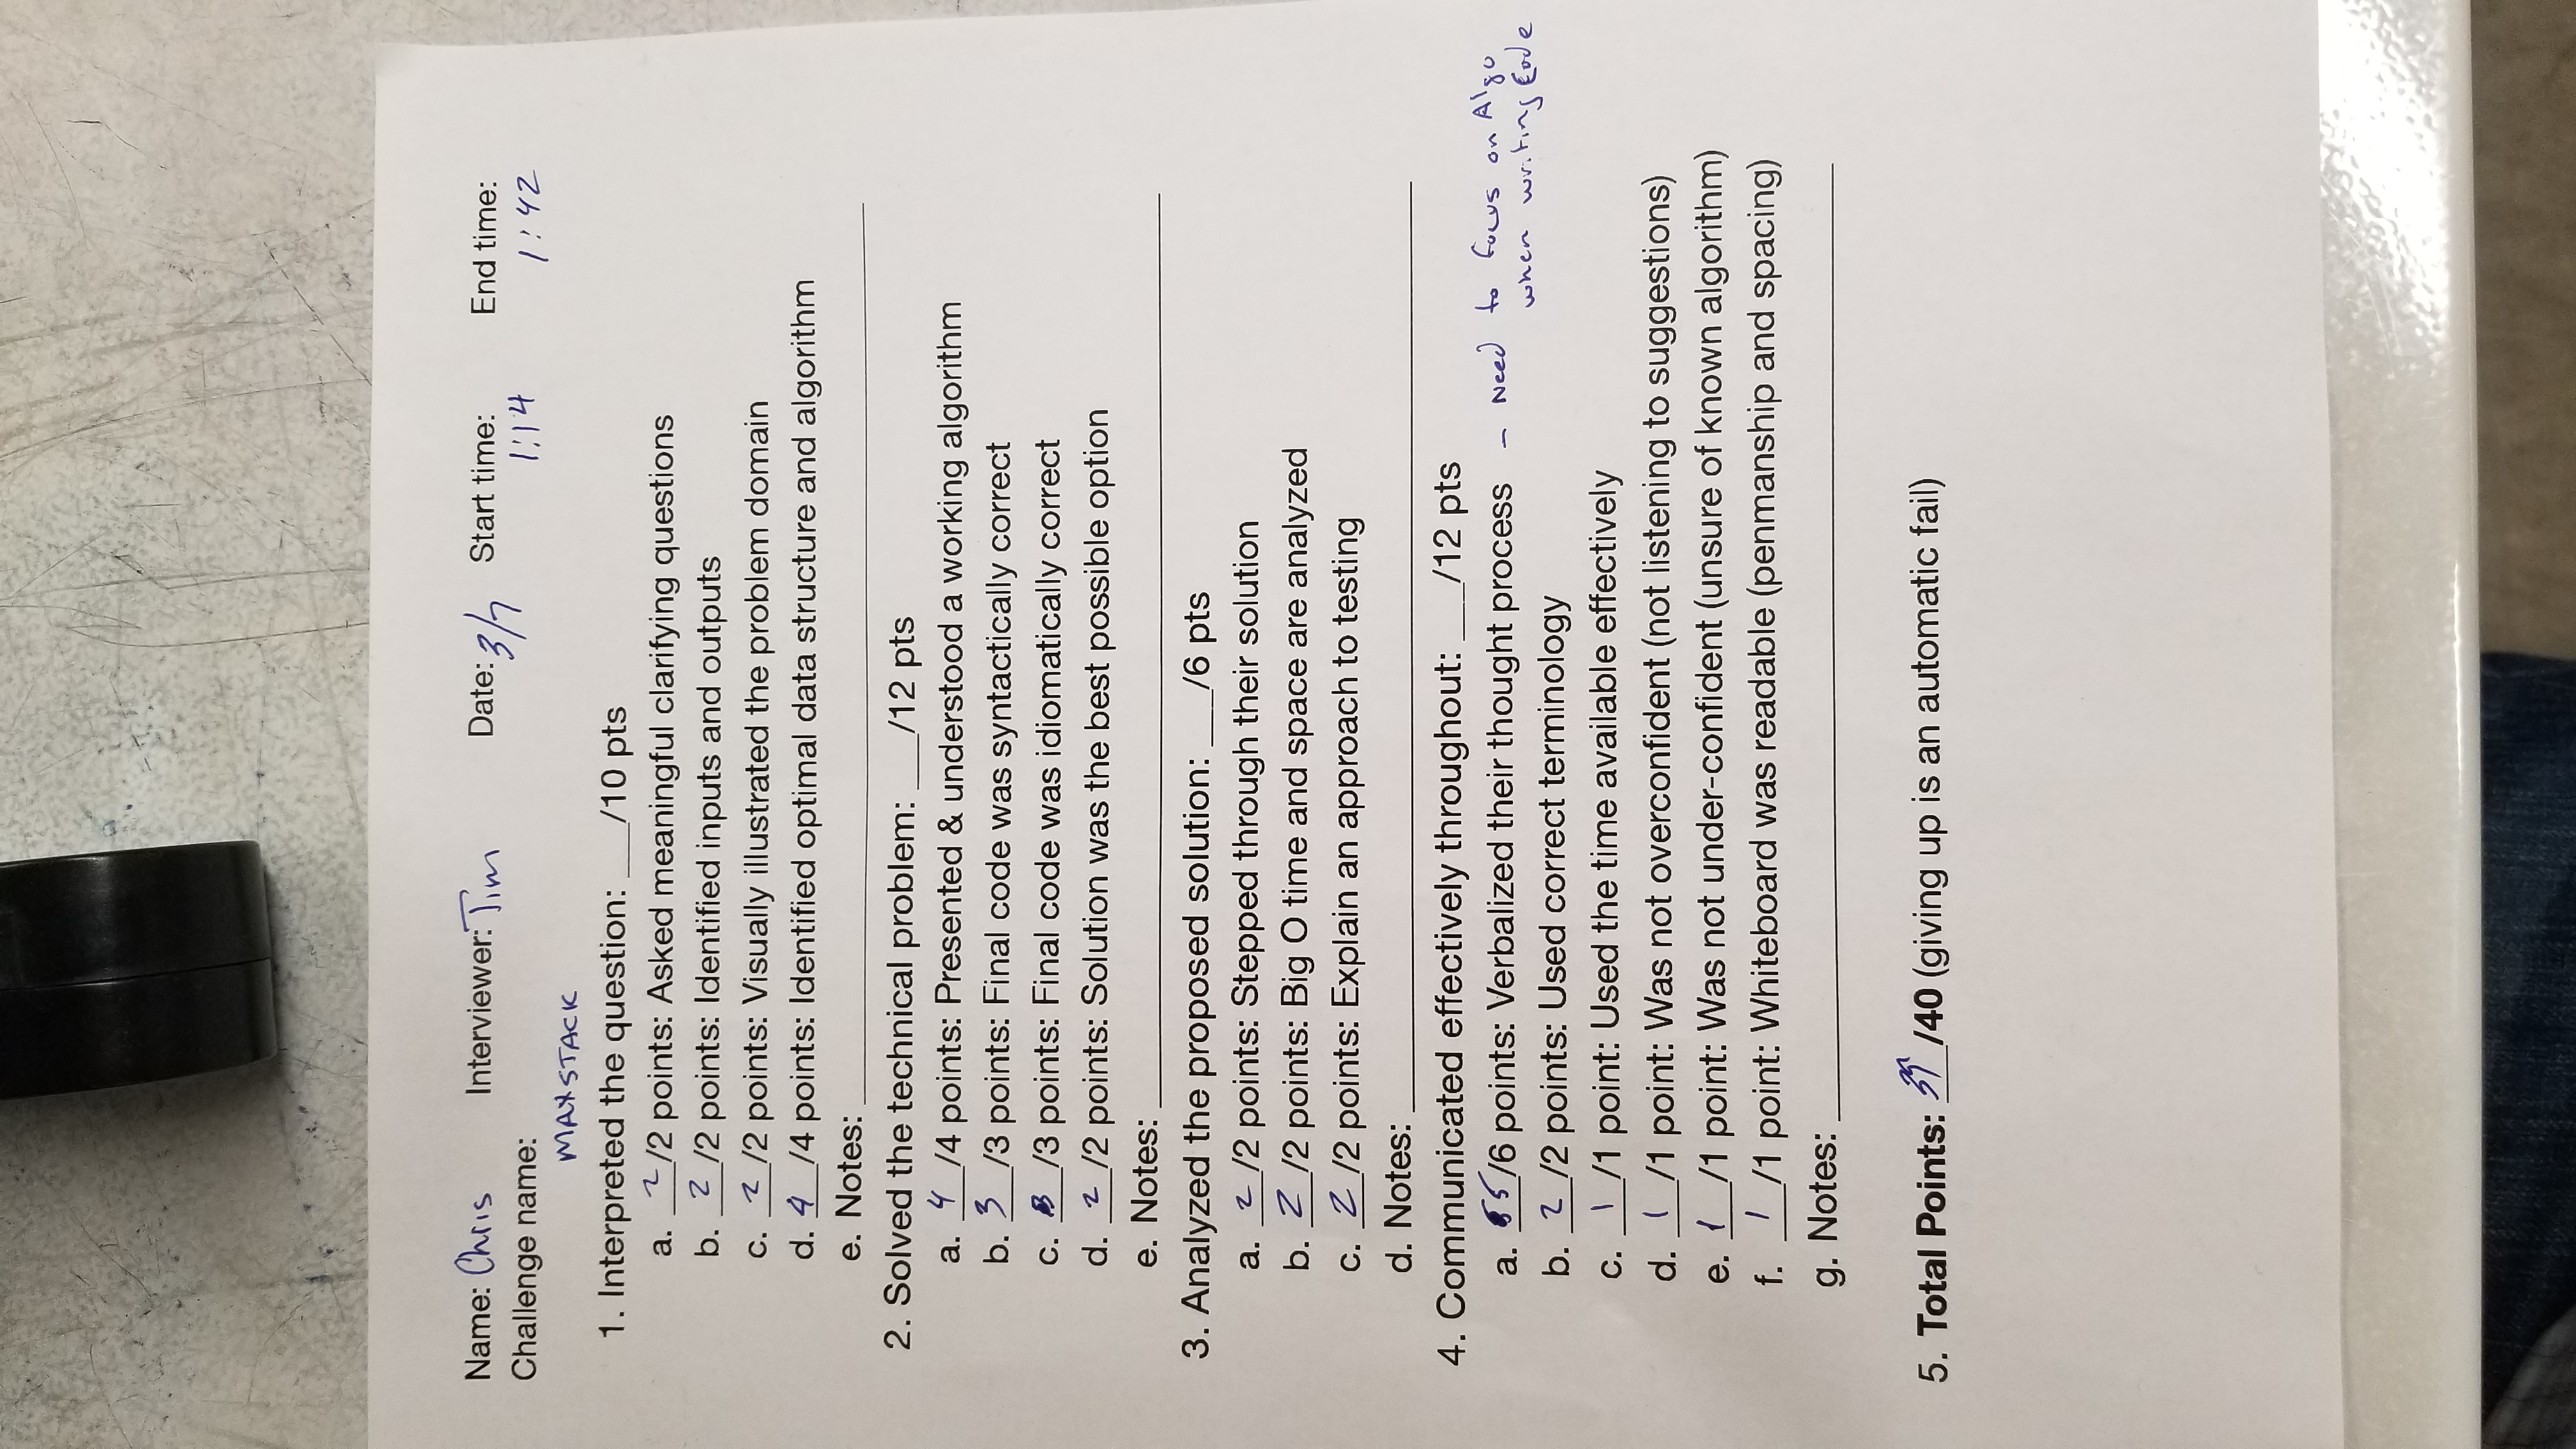 Name: Chris Interviewer: Tim Date: 3/7 Start time: 1:14 End time: 1:42
Challenge name:
MAXSTACK
1. Interpreted the question: ___/10 pts
a. 2/2 points: Asked meaningful clarifying questions
b. 2/2 points: Identified inputs and outputs
c. 2/2 points: Visually illustrated the problem domain
d. 4/4 points: Identified optimal data structure and algorithm
e. Notes: ___
2. Solved the technical problem: ___/12 pts
a. 4/4 points: Presented & understood a working algorithm
b. 3/3 points: Final code was syntactically correct
c. 3/3 points: Final code was idiomatically correct
d. 2/2 points: Solution was the best possible option
e. Notes: ___
3. Analyzed the proposed solution: ___/6 pts
a. 2/2 points: Stepped through their solution
b. 2/2 points: Big O time and space are analyzed
c. 2/2 points: Explain an approach to testing
d. Notes: ___
4. Communicated effectively throughout: ___/12 pts
a. 5/6 points: Verbalized their thought process - Need to focus on Algo
when writing Code
b. 2/2 points: Used correct terminology
c. 1/1 point: Used the time available effectively
d. 1/1 point: Was not overconfident (not listening to suggestions)
e. 1/1 point: Was not under-confident (unsure of known algorithm)
f. 1/1 point: Whiteboard was readable (penmanship and spacing)
g. Notes: ___
5. Total Points: 39/40 (giving up is an automatic fail)